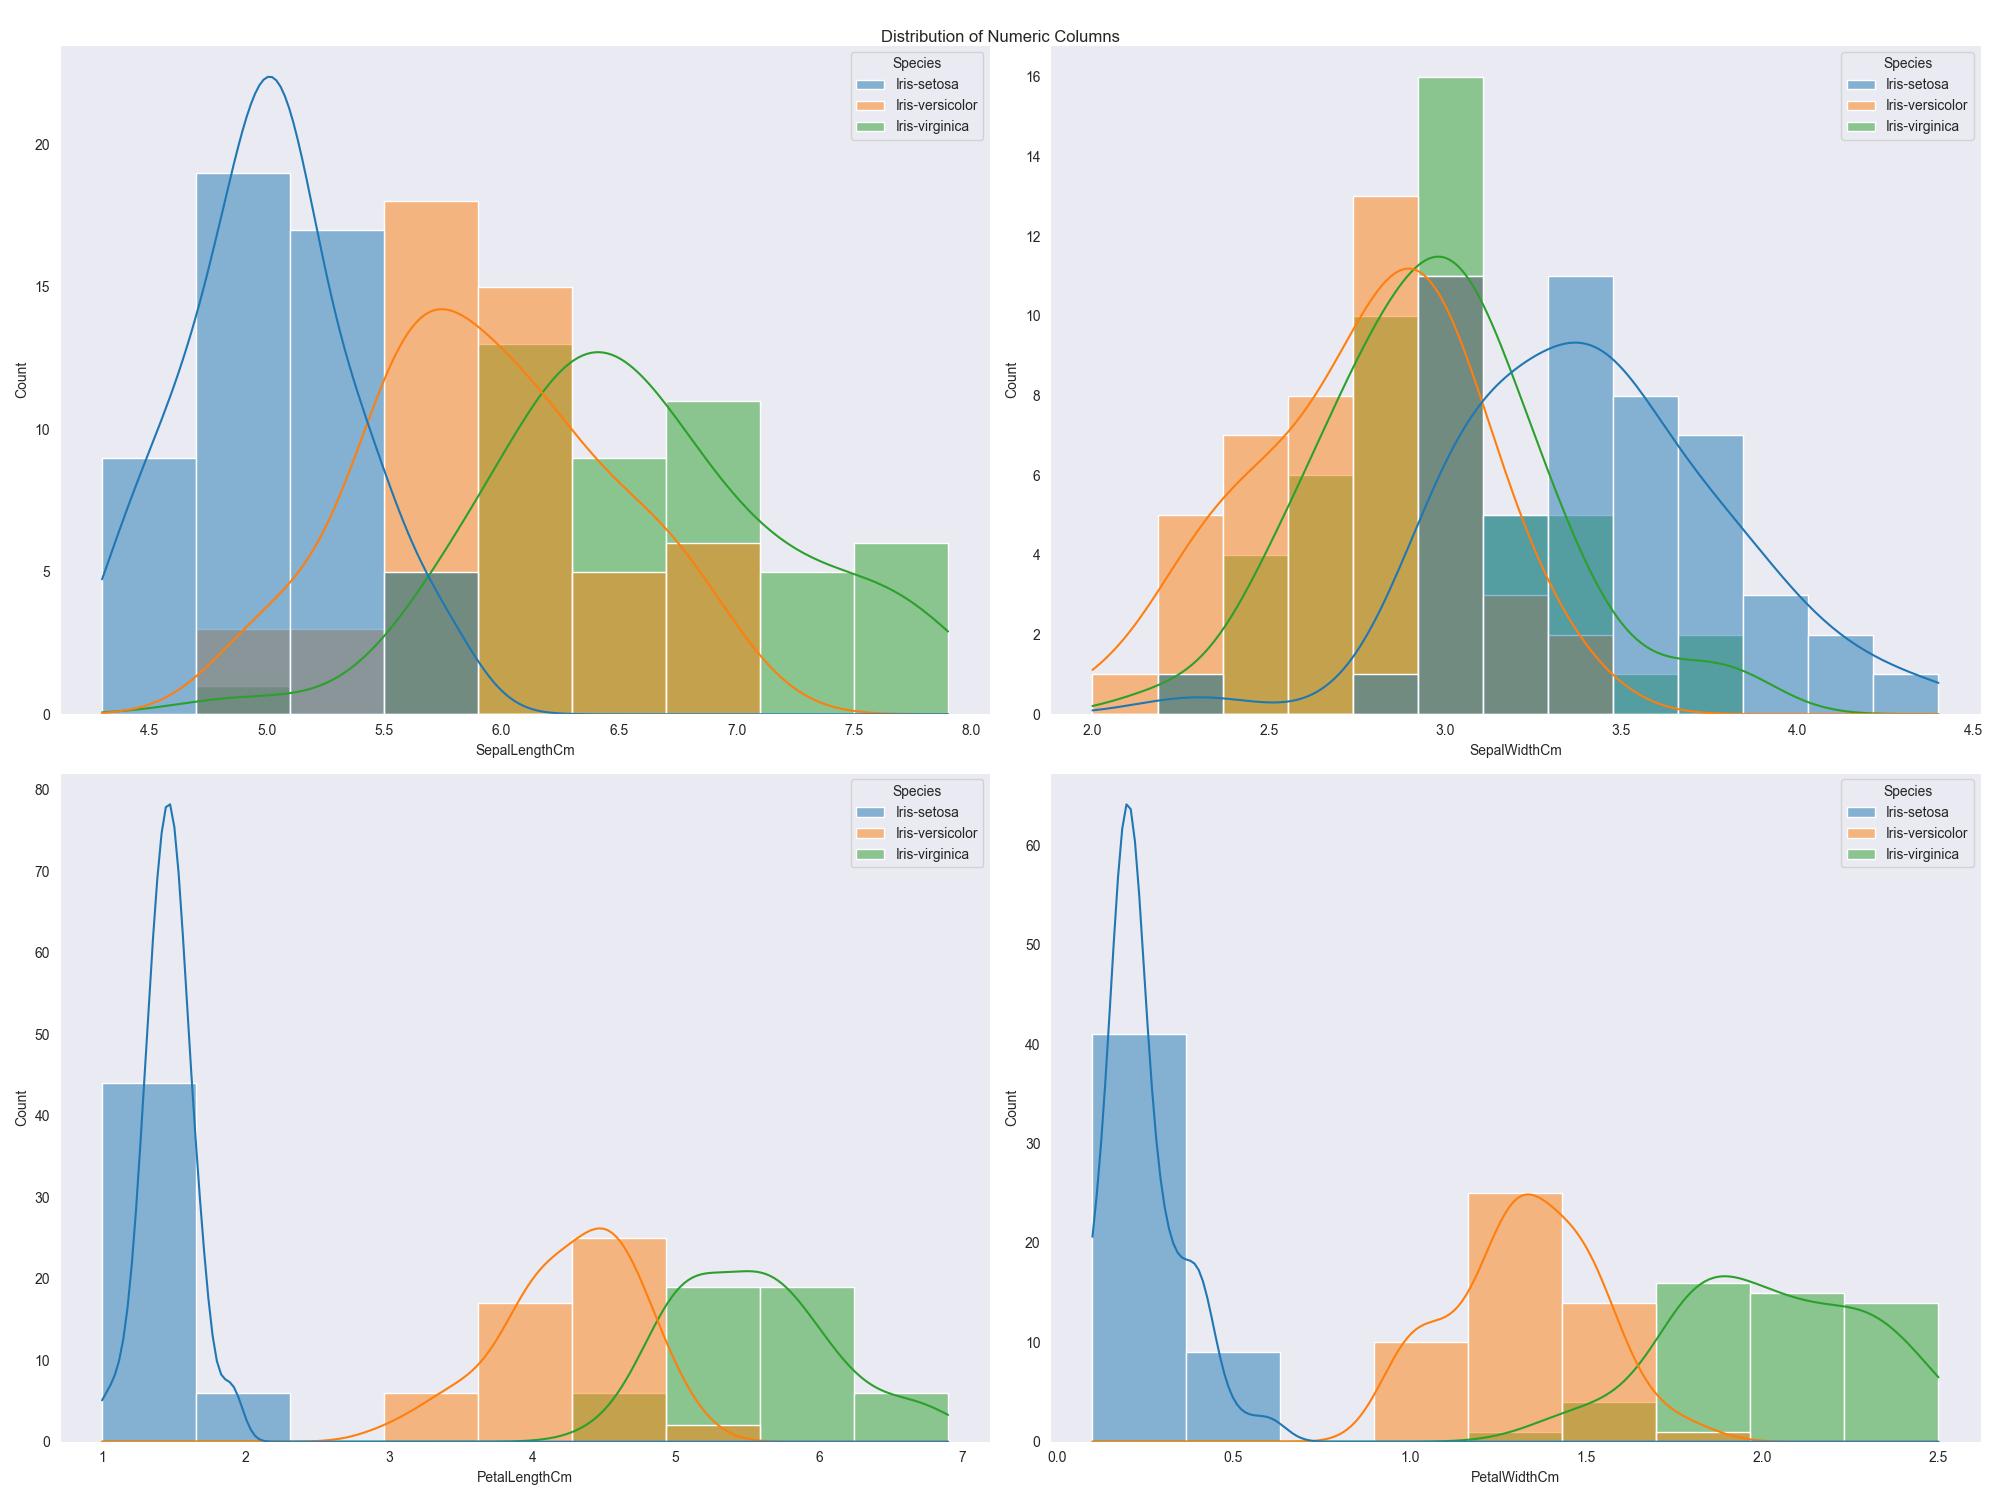 Distribution of Numeric Columns
Species
Iris-setosa
Iris-versicolor
Iris-virginica
20
15
10
5
0
Count
4.5 5.0 5.5 6.0 6.5 7.0 7.5 8.0
SepalLengthCm
Species
Iris-setosa
Iris-versicolor
Iris-virginica
16
14
12
10
8
6
4
2
0
Count
2.0 2.5 3.0 3.5 4.0 4.5
SepalWidthCm
Species
Iris-setosa
Iris-versicolor
Iris-virginica
80
70
60
50
40
30
20
10
0
Count
1 2 3 4 5 6 7
PetalLengthCm
Species
Iris-setosa
Iris-versicolor
Iris-virginica
60
50
40
30
20
10
0
Count
0.0 0.5 1.0 1.5 2.0 2.5
PetalWidthCm